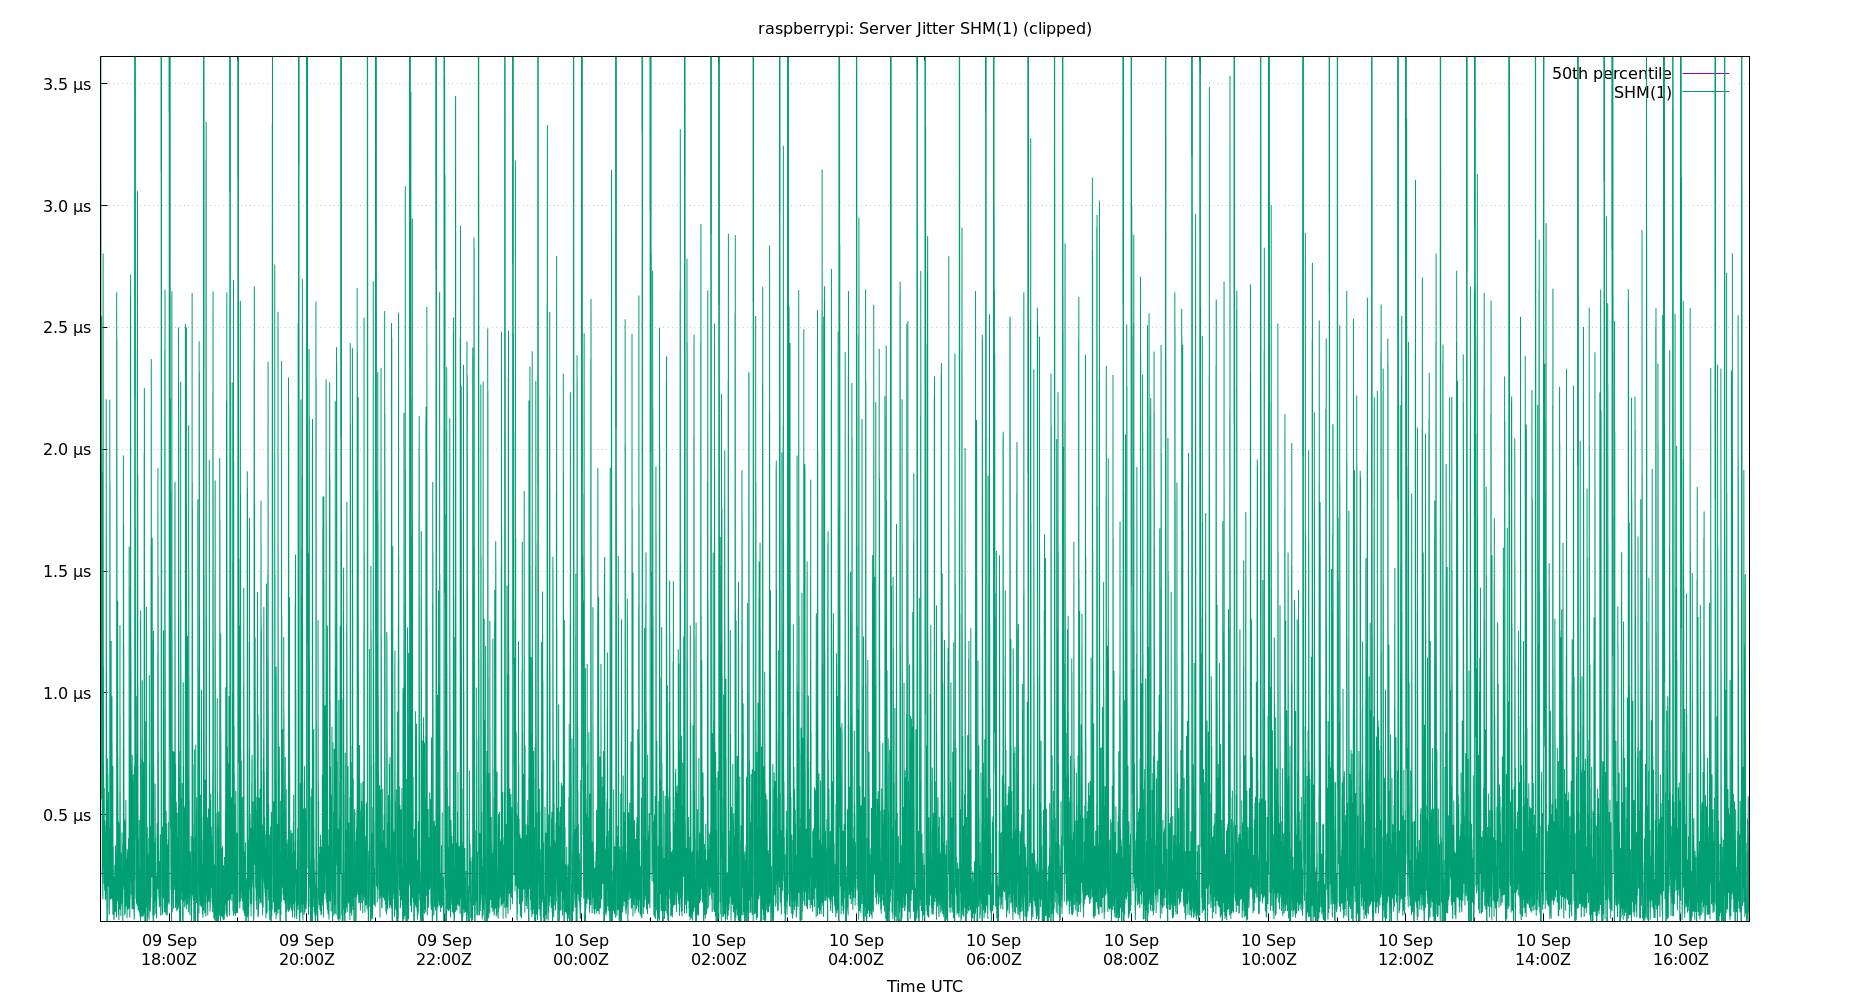 raspberrypi: Server Jitter SHM(1) (clipped)
50th percentile
SHM(1)
3.5 µs
3.0 µs
2.5 µs
2.0 µs
1.5 µs
1.0 µs
0.5 µs
09 Sep 09 Sep 09 Sep 10 Sep 10 Sep 10 Sep 10 Sep 10 Sep 10 Sep 10 Sep 10 Sep 10 Sep
18:00Z 20:00Z 22:00Z 00:00Z 02:00Z 04:00Z 06:00Z 08:00Z 10:00Z 12:00Z 14:00Z 16:00Z
Time UTC